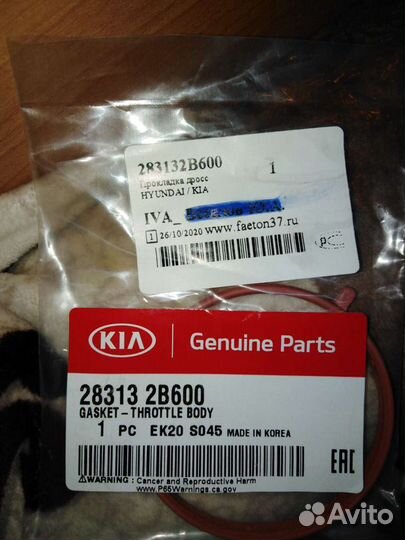 283132B600 1
Прокладка дросс
HYUNDAI / KIA
IVA_
1 26/10/2020 www.faeton37.ru
KIA Genuine Parts
28313 2B600
GASKET-THROTTLE BODY
1 PC EK20 S045 MADE IN KOREA
EAC
WARNING : Cancer and Reproductive Harm
www.P65Warnings.ca.gov
Avito